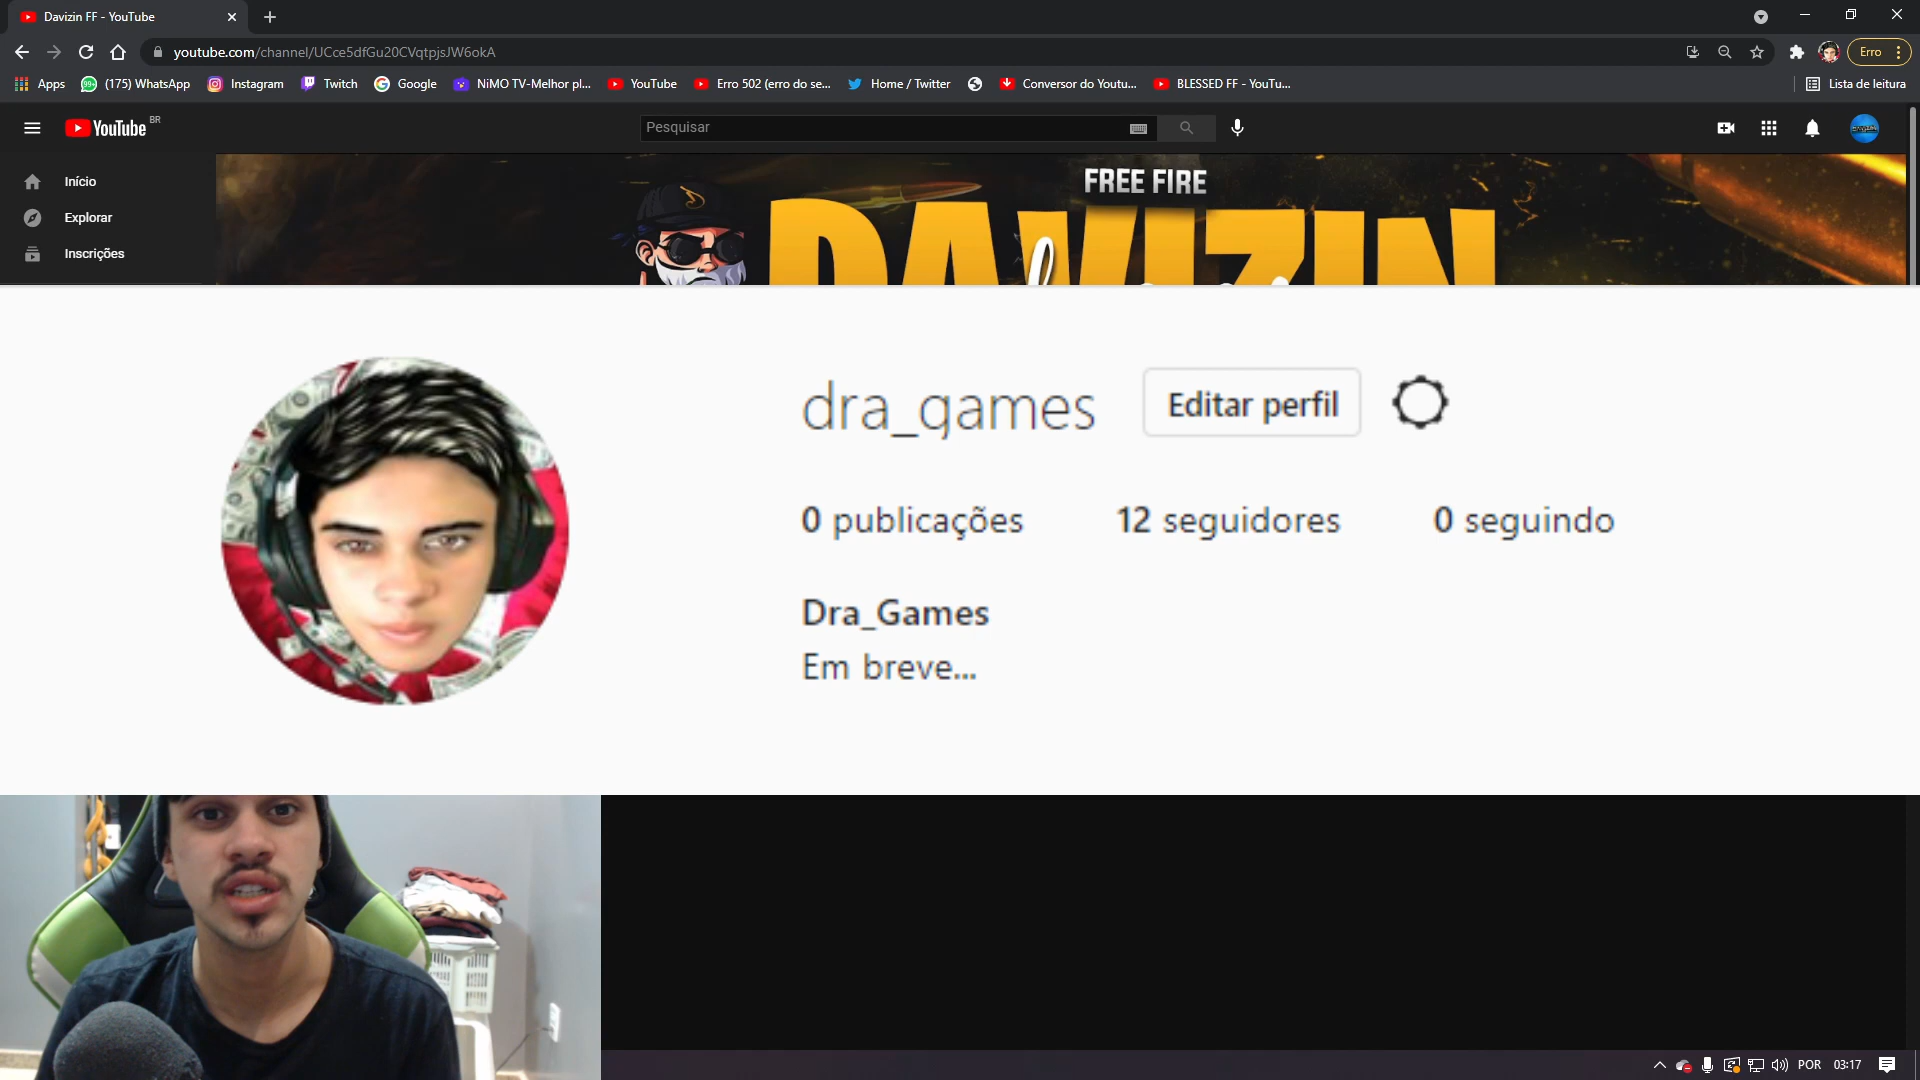 Davizin FF - YouTube
youtube.com/channel/UCce5dfGu20CVqtpjsJW6okA
Erro
Apps
99+
(175) WhatsApp
Instagram
Twitch
Google
NiMO TV-Melhor pl...
YouTube
Erro 502 (erro do se...
Home / Twitter
Conversor do Youtu...
BLESSED FF - YouTu...
Lista de leitura
YouTube BR
Pesquisar
Início
Explorar
Inscrições
FREE FIRE
DAVIZIN
dra_games
Editar perfil
0 publicações 12 seguidores 0 seguindo
Dra_Games
Em breve...
POR 03:17